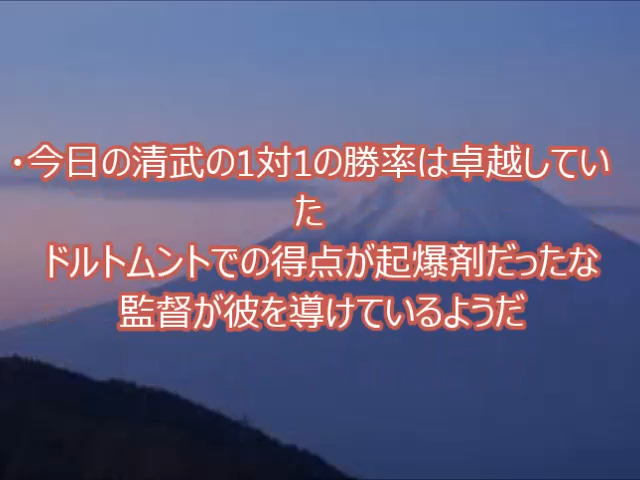 ・今日の清武の1対1の勝率は卓越してい
た
ドルトムントでの得点が起爆剤だったな
監督が彼を導けているようだ